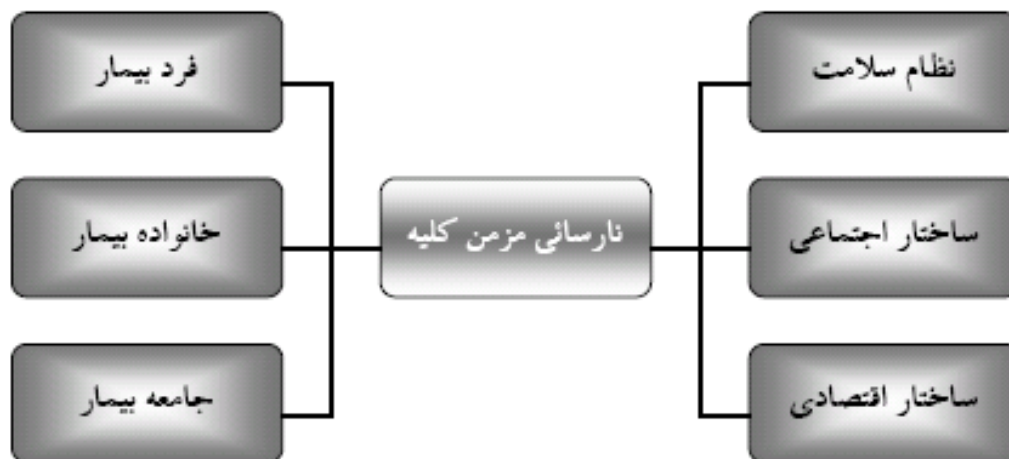 نظام سلامت
فرد بیمار
نارسائی مزمن کلیه
ساختار اجتماعی
خانواده بیمار
ساختار اقتصادی
جامعه بیمار